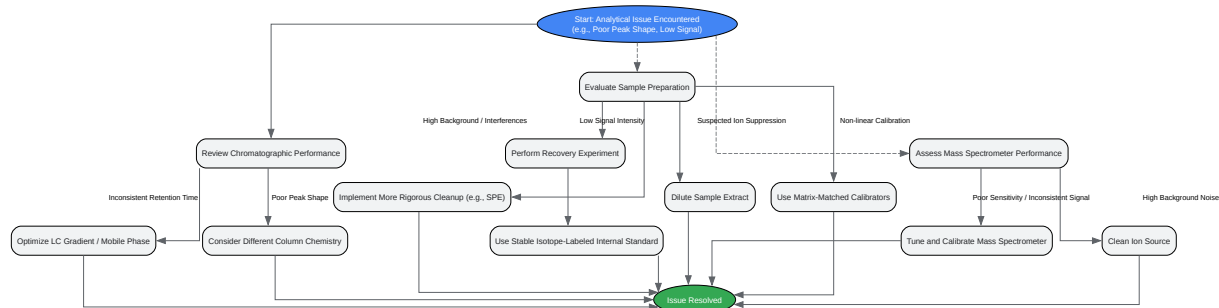 Start: Analytical Issue Encountered
(e.g., Poor Peak Shape, Low Signal)
Evaluate Sample Preparation
High Background / Interferences
Low Signal Intensity
Suspected Ion Suppression
Non-linear Calibration
Review Chromatographic Performance
Perform Recovery Experiment
Assess Mass Spectrometer Performance
Inconsistent Retention Time
Poor Peak Shape
Implement More Rigorous Cleanup (e.g., SPE)
Dilute Sample Extract
Use Matrix-Matched Calibrators
Poor Sensitivity / Inconsistent Signal
High Background Noise
Optimize LC Gradient / Mobile Phase
Consider Different Column Chemistry
Use Stable Isotope-Labeled Internal Standard
Tune and Calibrate Mass Spectrometer
Clean Ion Source
Issue Resolved